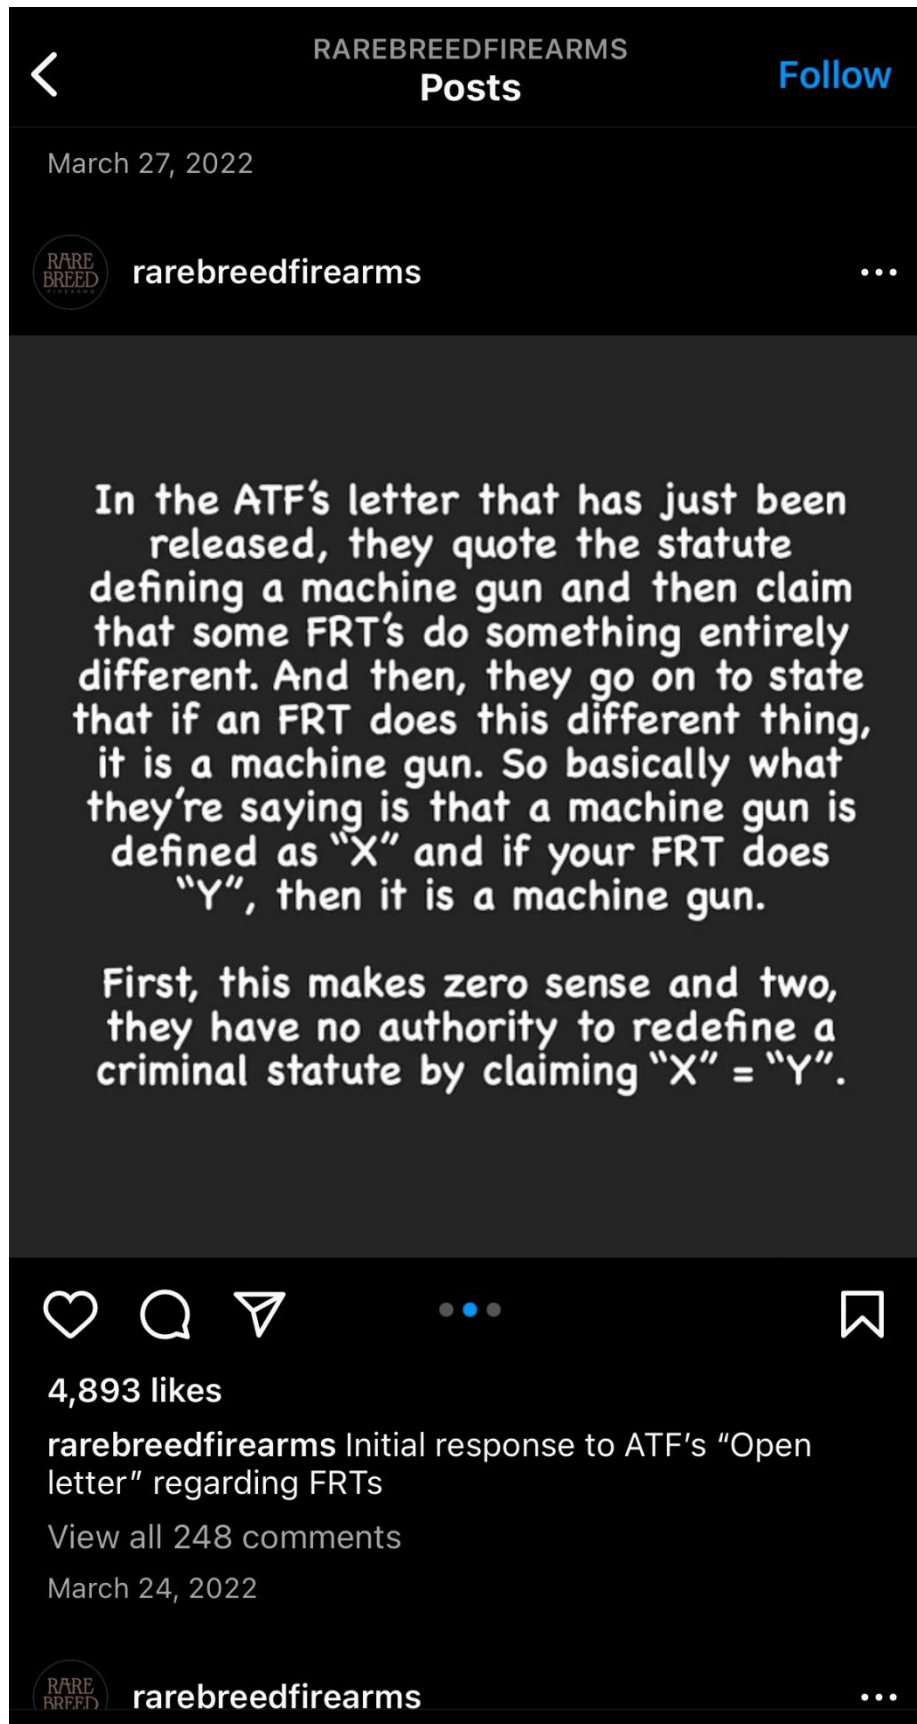 RAREBREEDFIREARMS
Posts
Follow
March 27, 2022
RARE
BREED
FIREARMS
rarebreedfirearms
In the ATF's letter that has just been
released, they quote the statute
defining a machine gun and then claim
that some FRT's do something entirely
different. And then, they go on to state
that if an FRT does this different thing,
it is a machine gun. So basically what
they're saying is that a machine gun is
defined as "X" and if your FRT does
"Y", then it is a machine gun.
First, this makes zero sense and two,
they have no authority to redefine a
criminal statute by claiming "X" = "Y".
4,893 likes
rarebreedfirearms Initial response to ATF's "Open
letter" regarding FRTs
View all 248 comments
March 24, 2022
RARE
BREED
rarebreedfirearms